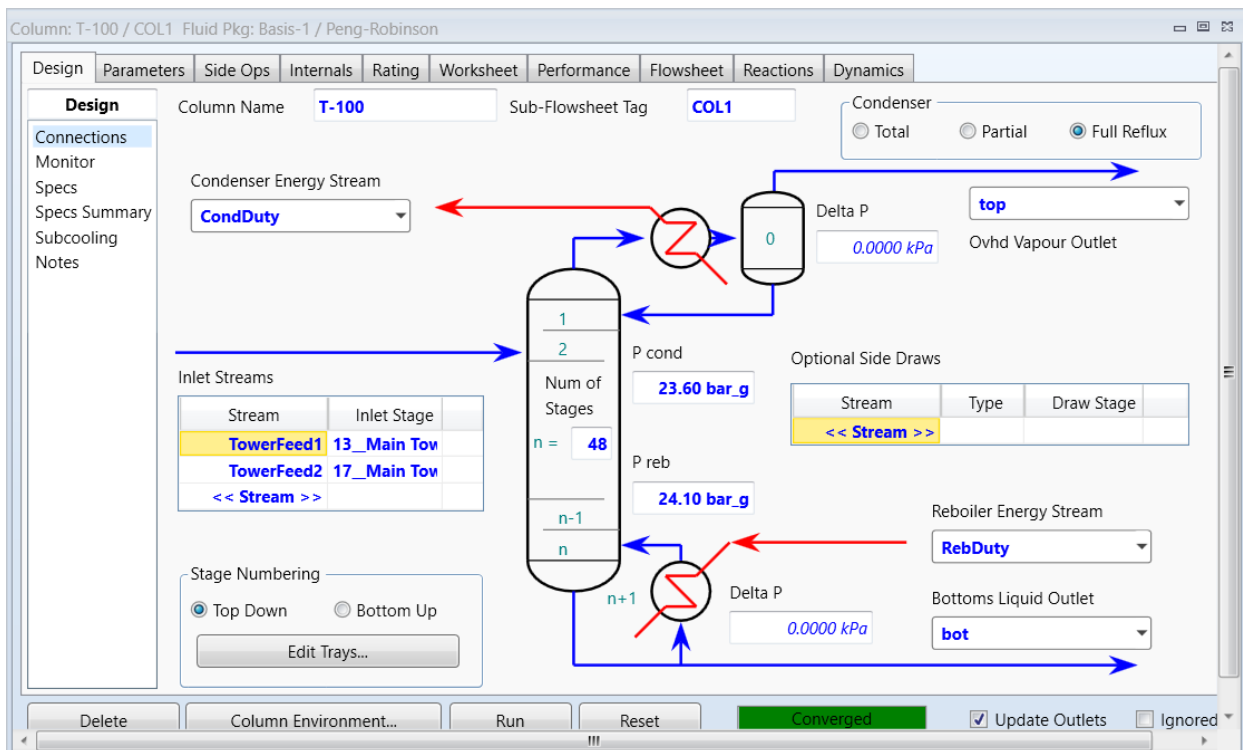 Column: T-100 / COL1 Fluid Pkg: Basis-1 / Peng-Robinson
Design Parameters Side Ops Internals Rating Worksheet Performance Flowsheet Reactions Dynamics
Design
Connections
Monitor
Specs
Specs Summary
Subcooling
Notes
Column Name T-100 Sub-Flowsheet Tag COL1
Condenser
Total Partial Full Reflux
Condenser Energy Stream
CondDuty
0
Delta P
0.0000 kPa
top
Ovhd Vapour Outlet
1
2
Num of
Stages
n = 48
n-1
n
n+1
P cond
23.60 bar_g
P reb
24.10 bar_g
Inlet Streams
Stream Inlet Stage
TowerFeed1 13__Main Tow
TowerFeed2 17__Main Tow
<< Stream >>
Optional Side Draws
Stream Type Draw Stage
<< Stream >>
Stage Numbering
Top Down Bottom Up
Edit Trays...
Delta P
0.0000 kPa
Reboiler Energy Stream
RebDuty
Bottoms Liquid Outlet
bot
Delete Column Environment... Run Reset Converged Update Outlets Ignored